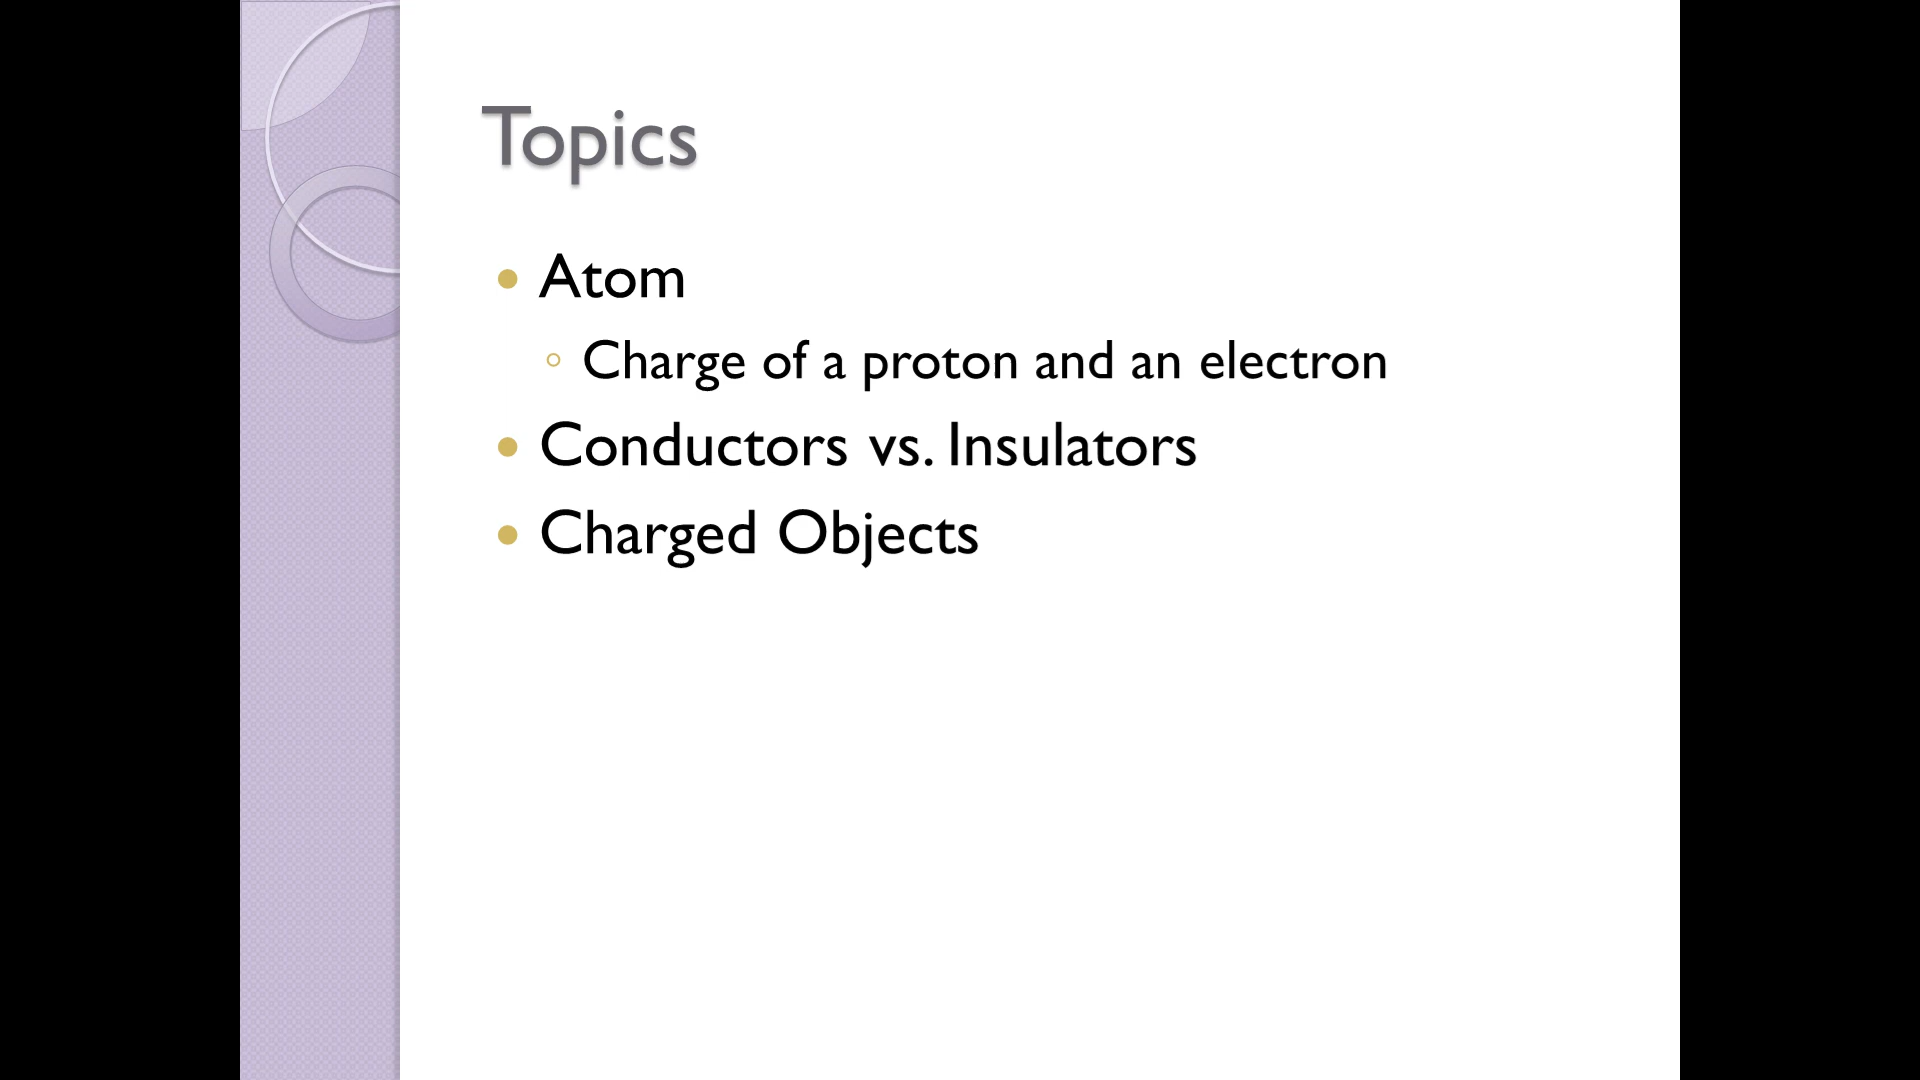 Topics
• Atom
◦ Charge of a proton and an electron
• Conductors vs. Insulators
• Charged Objects